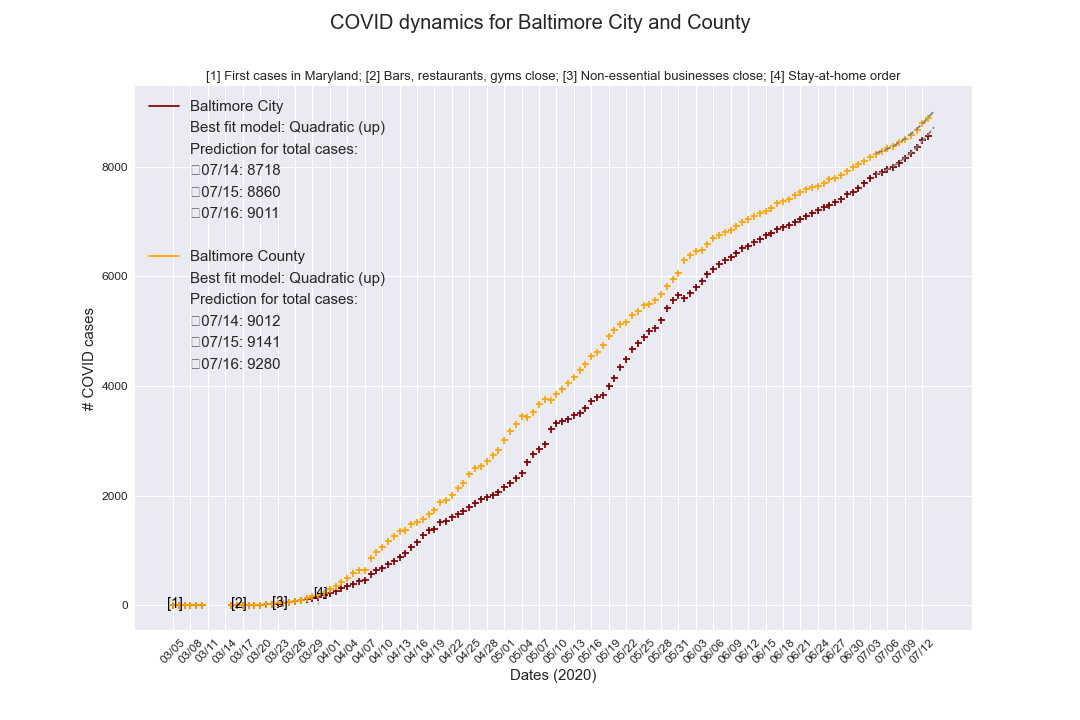 COVID dynamics for Baltimore City and County
[1] First cases in Maryland; [2] Bars, restaurants, gyms close; [3] Non-essential businesses close; [4] Stay-at-home order
Baltimore City
Best fit model: Quadratic (up)
Prediction for total cases:
07/14: 8718
07/15: 8860
07/16: 9011
Baltimore County
Best fit model: Quadratic (up)
Prediction for total cases:
07/14: 9012
07/15: 9141
07/16: 9280
# COVID cases
8000
6000
4000
2000
0
[1] [2] [3] [4]
03/05 03/08 03/11 03/14 03/17 03/20 03/23 03/26 03/29 04/01 04/04 04/07 04/10 04/13 04/16 04/19 04/22 04/25 04/28 05/01 05/04 05/07 05/10 05/13 05/16 05/19 05/22 05/25 05/28 05/31 06/03 06/06 06/09 06/12 06/15 06/18 06/21 06/24 06/27 06/30 07/03 07/06 07/09 07/12
Dates (2020)